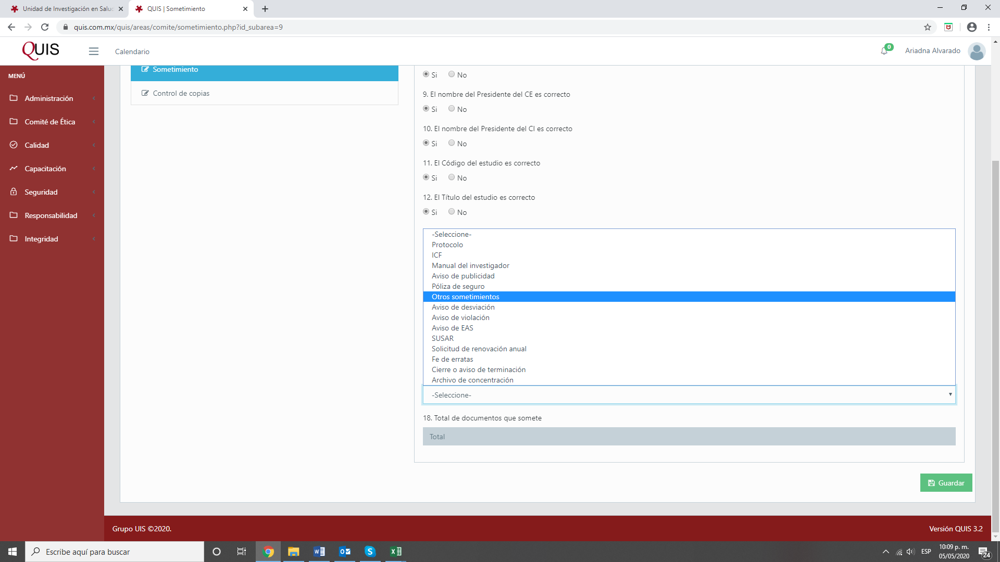 Unidad de Investigación en Salud
QUIS | Sometimiento
quis.com.mx/quis/areas/comite/sometimiento.php?id_subarea=9
QUIS
Calendario
0
Ariadna Alvarado
MENÚ
Administración
Comité de Ética
Calidad
Capacitación
Seguridad
Responsabilidad
Integridad
Sometimiento
Control de copias
Si No
9. El nombre del Presidente del CE es correcto
Si No
10. El nombre del Presidente del CI es correcto
Si No
11. El Código del estudio es correcto
Si No
12. El Título del estudio es correcto
Si No
-Seleccione-
Protocolo
ICF
Manual del investigador
Aviso de publicidad
Póliza de seguro
Otros sometimientos
Aviso de desviación
Aviso de violación
Aviso de EAS
SUSAR
Solicitud de renovación anual
Fe de erratas
Cierre o aviso de terminación
Archivo de concentración
-Seleccione-
18. Total de documentos que somete
Total
Guardar
Grupo UIS ©2020.
Versión QUIS 3.2
Escribe aquí para buscar
ESP
10:09 p. m.
05/05/2020
24